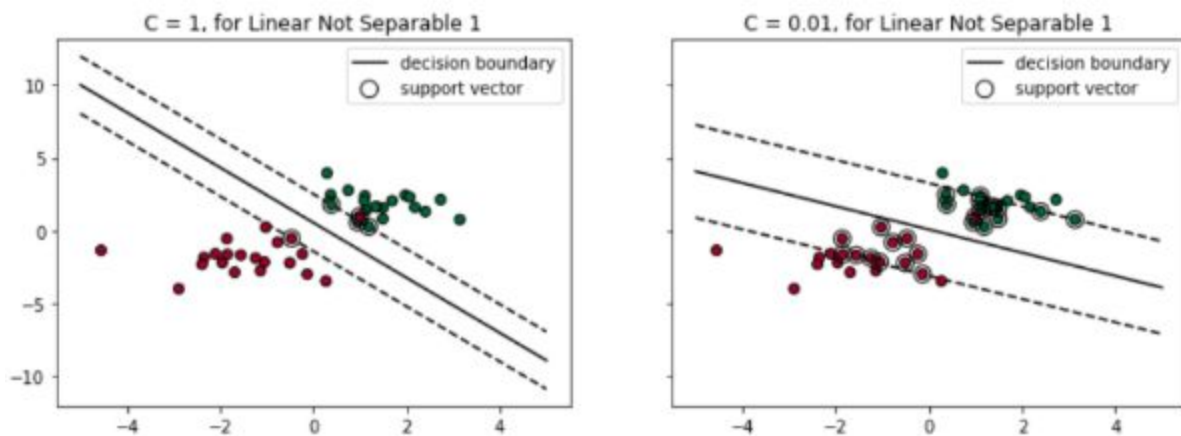 C = 1, for Linear Not Separable 1
decision boundary
support vector
10
5
0
−5
−10
−4
−2
0
2
4
C = 0.01, for Linear Not Separable 1
decision boundary
support vector
−4
−2
0
2
4